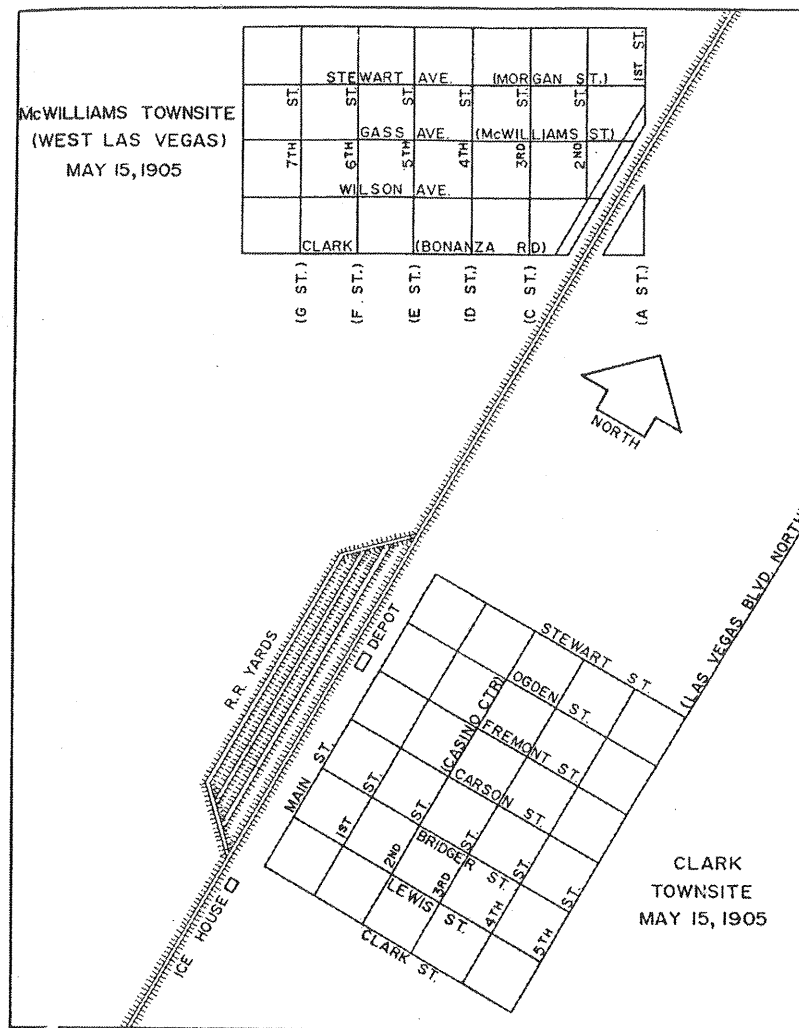 McWILLIAMS TOWNSITE
(WEST LAS VEGAS)
MAY 15, 1905
STEWART AVE. (MORGAN ST.)
GASS AVE. (McWILLIAMS ST)
WILSON AVE.
CLARK (BONANZA RD)
7TH ST.
6TH ST.
5TH ST.
4TH ST.
3RD ST.
2ND ST.
1ST ST.
(G ST.)
(F. ST.)
(E ST.)
(D ST.)
(C ST.)
(A ST.)
NORTH
R.R. YARDS
DEPOT
ICE HOUSE
STEWART ST.
OGDEN ST.
FREMONT ST.
CARSON ST.
BRIDGER ST.
LEWIS ST.
CLARK ST.
MAIN ST.
1ST ST.
2ND ST.
(CASINO CTR)
3RD ST.
4TH ST.
5TH ST.
(LAS VEGAS BLVD. NORTH
CLARK
TOWNSITE
MAY 15, 1905